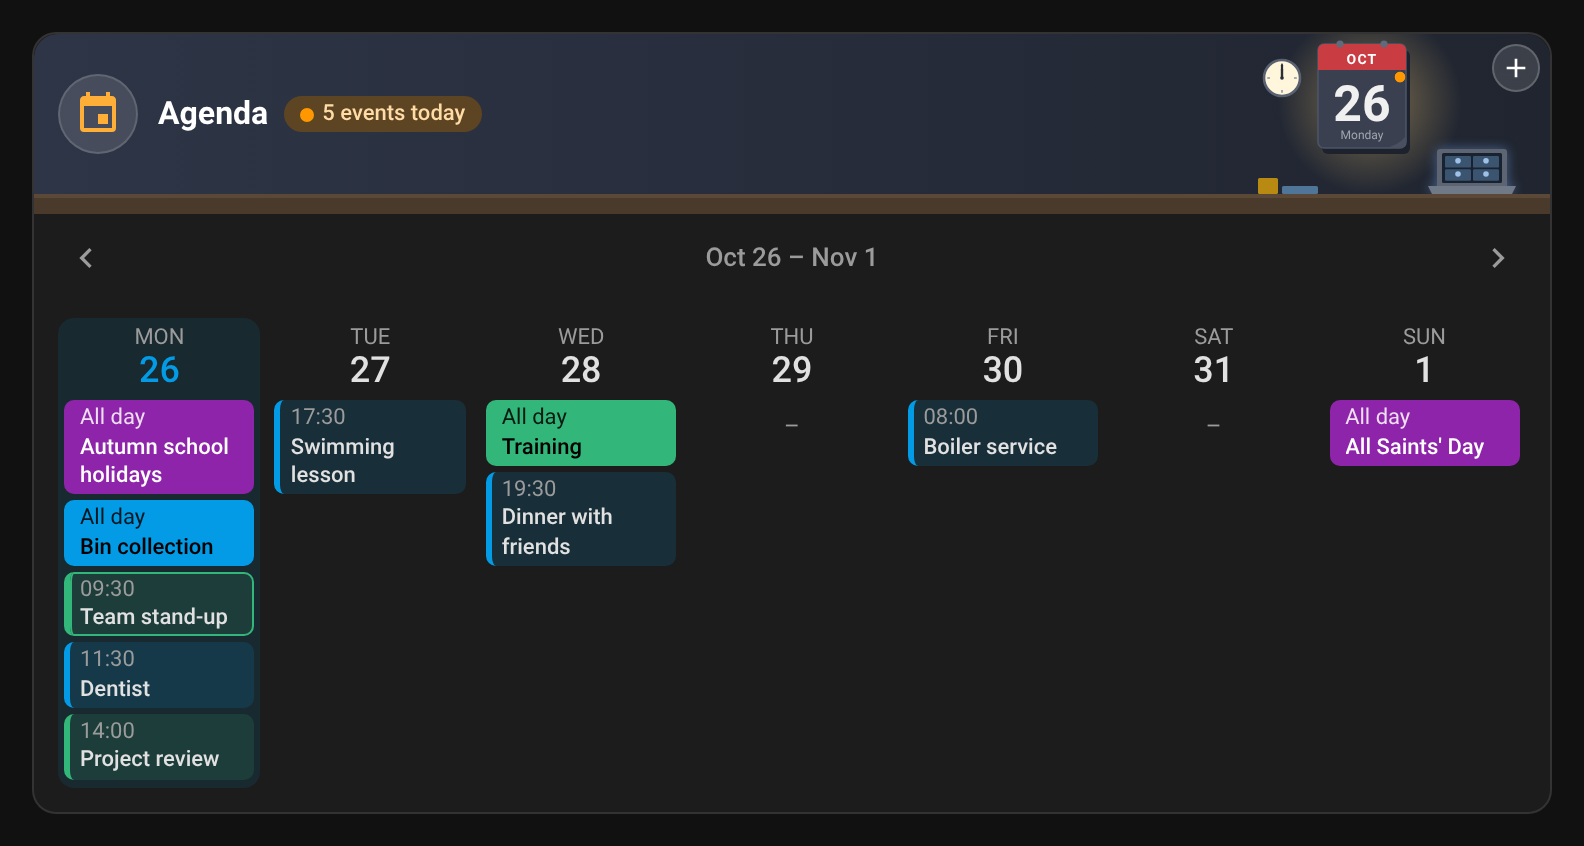 Agenda
5 events today
OCT
26
Monday
Oct 26 – Nov 1
MON
26
All day
Autumn school
holidays
All day
Bin collection
09:30
Team stand-up
11:30
Dentist
14:00
Project review
TUE
27
17:30
Swimming
lesson
WED
28
All day
Training
19:30
Dinner with
friends
THU
29
–
FRI
30
08:00
Boiler service
SAT
31
–
SUN
1
All day
All Saints' Day